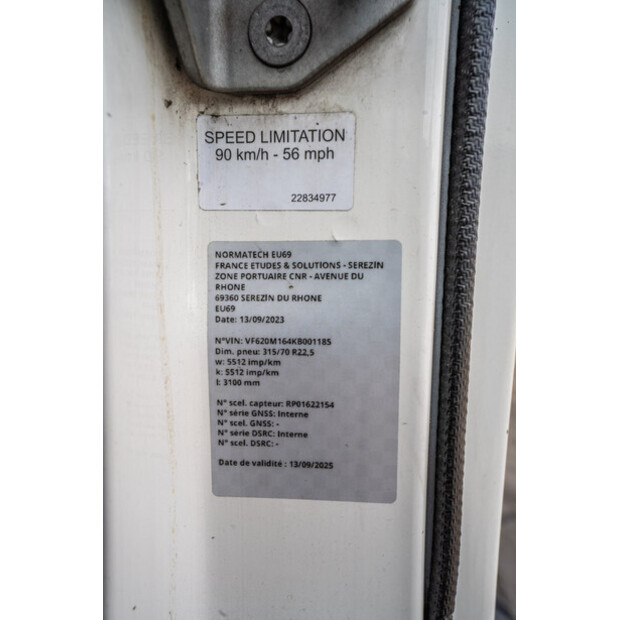 SPEED LIMITATION
90 km/h - 56 mph
22834977
NORMATECH EU69
FRANCE ETUDES & SOLUTIONS - SEREZIN
ZONE PORTUAIRE CNR - AVENUE DU
RHONE
69360 SEREZIN DU RHONE
EU69
Date: 13/09/2023
N°VIN: VF620M164KB001185
Dim. pneu: 315/70 R22,5
w: 5512 imp/km
k: 5512 imp/km
l: 3100 mm
N° scel. capteur: RP01622154
N° série GNSS: Interne
N° scel. GNSS: -
N° série DSRC: Interne
N° scel. DSRC: -
Date de validité : 13/09/2025